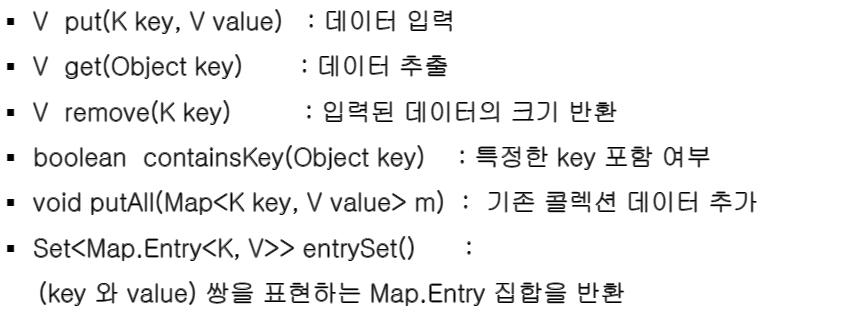 ▪ V put(K key, V value) : 데이터 입력
▪ V get(Object key) : 데이터 추출
▪ V remove(K key) : 입력된 데이터의 크기 반환
▪ boolean containsKey(Object key) : 특정한 key 포함 여부
▪ void putAll(Map<K key, V value> m) : 기존 콜렉션 데이터 추가
▪ Set<Map.Entry<K, V>> entrySet() :
(key 와 value) 쌍을 표현하는 Map.Entry 집합을 반환